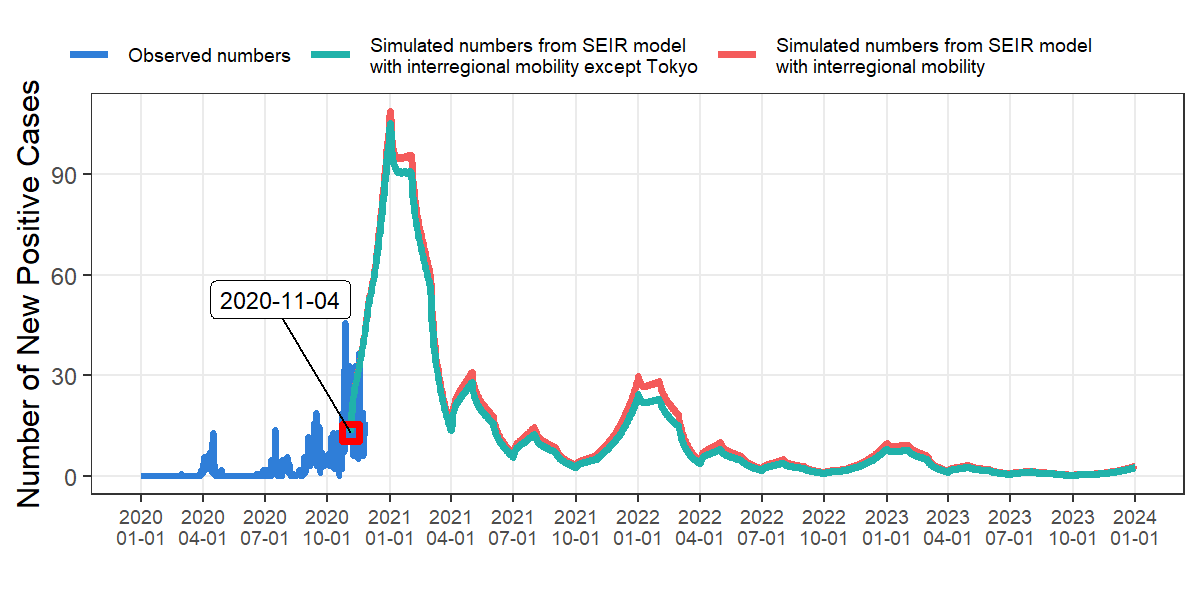 Observed numbers
Simulated numbers from SEIR model
with interregional mobility except Tokyo
Simulated numbers from SEIR model
with interregional mobility
Number of New Positive Cases
90
60
30
0
2020-11-04
2020 2020 2020 2020 2021 2021 2021 2021 2022 2022 2022 2022 2023 2023 2023 2023 2024
01-01 04-01 07-01 10-01 01-01 04-01 07-01 10-01 01-01 04-01 07-01 10-01 01-01 04-01 07-01 10-01 01-01